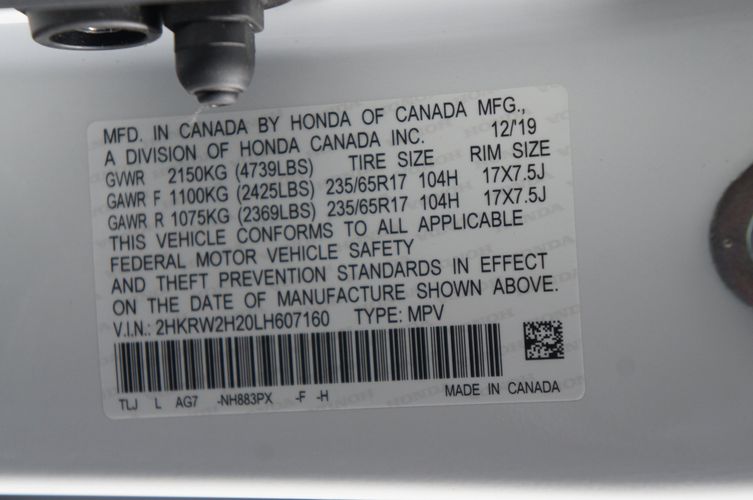 MFD. IN CANADA BY HONDA OF CANADA MFG.,
A DIVISION OF HONDA CANADA INC. 12/'19
GVWR 2150KG (4739LBS) TIRE SIZE RIM SIZE
GAWR F 1100KG (2425LBS) 235/65R17 104H 17X7.5J
GAWR R 1075KG (2369LBS) 235/65R17 104H 17X7.5J
THIS VEHICLE CONFORMS TO ALL APPLICABLE
FEDERAL MOTOR VEHICLE SAFETY
AND THEFT PREVENTION STANDARDS IN EFFECT
ON THE DATE OF MANUFACTURE SHOWN ABOVE.
V.I.N.: 2HKRW2H20LH607160 TYPE: MPV
TLJ L AG7 -NH883PX -F -H MADE IN CANADA